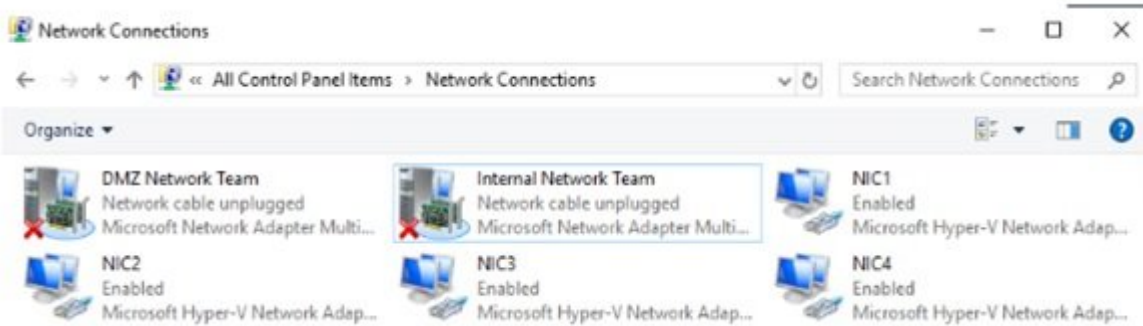 Network Connections
« All Control Panel Items > Network Connections
Search Network Connections
Organize
DMZ Network Team
Network cable unplugged
Microsoft Network Adapter Multi...
Internal Network Team
Network cable unplugged
Microsoft Network Adapter Multi...
NIC1
Enabled
Microsoft Hyper-V Network Adap...
NIC2
Enabled
Microsoft Hyper-V Network Adap...
NIC3
Enabled
Microsoft Hyper-V Network Adap...
NIC4
Enabled
Microsoft Hyper-V Network Adap...